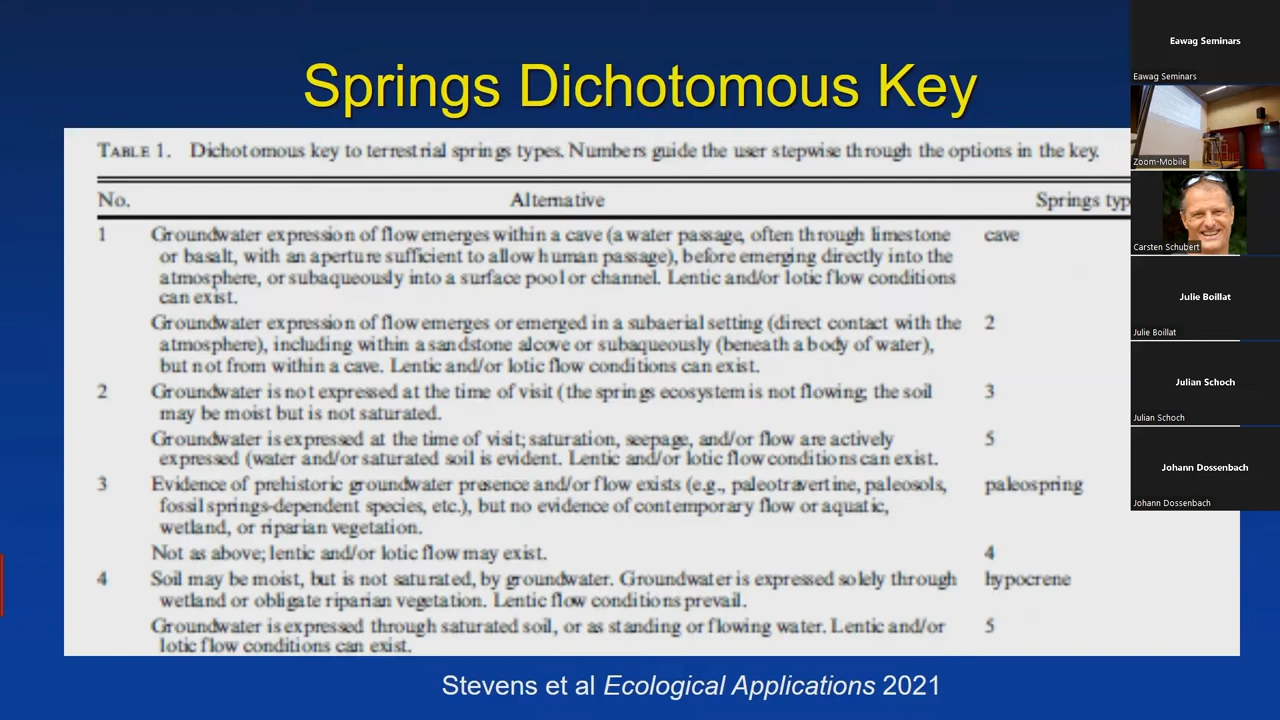 Springs Dichotomous Key
TABLE 1. Dichotomous key to terrestrial springs types. Numbers guide the user stepwise through the options in the key.
No. Alternative Springs typ
1 Groundwater expression of flow emerges within a cave (a water passage, often through limestone cave
or basalt, with an aperture sufficient to allow human passage), before emerging directly into the
atmosphere, or subaqueously into a surface pool or channel. Lentic and/or lotic flow conditions
can exist.
Groundwater expression of flow emerges or emerged in a subaerial setting (direct contact with the 2
atmosphere), including within a sandstone alcove or subaqueously (beneath a body of water),
but not from within a cave. Lentic and/or lotic flow conditions can exist.
2 Groundwater is not expressed at the time of visit (the springs ecosystem is not flowing; the soil 3
may be moist but is not saturated.
Groundwater is expressed at the time of visit; saturation, seepage, and/or flow are actively 5
expressed (water and/or saturated soil is evident. Lentic and/or lotic flow conditions can exist.
3 Evidence of prehistoric groundwater presence and/or flow exists (e.g., paleotravertine, paleosols, paleospring
fossil springs-dependent species, etc.), but no evidence of contemporary flow or aquatic,
wetland, or riparian vegetation.
Not as above; lentic and/or lotic flow may exist. 4
4 Soil may be moist, but is not saturated, by groundwater. Groundwater is expressed solely through hypocrene
wetland or obligate riparian vegetation. Lentic flow conditions prevail.
Groundwater is expressed through saturated soil, or as standing or flowing water. Lentic and/or 5
lotic flow conditions can exist.
Stevens et al Ecological Applications 2021
Eawag Seminars
Eawag Seminars
Zoom-Mobile
Carsten Schubert
Julie Boillat
Julie Boillat
Julian Schoch
Julian Schoch
Johann Dossenbach
Johann Dossenbach